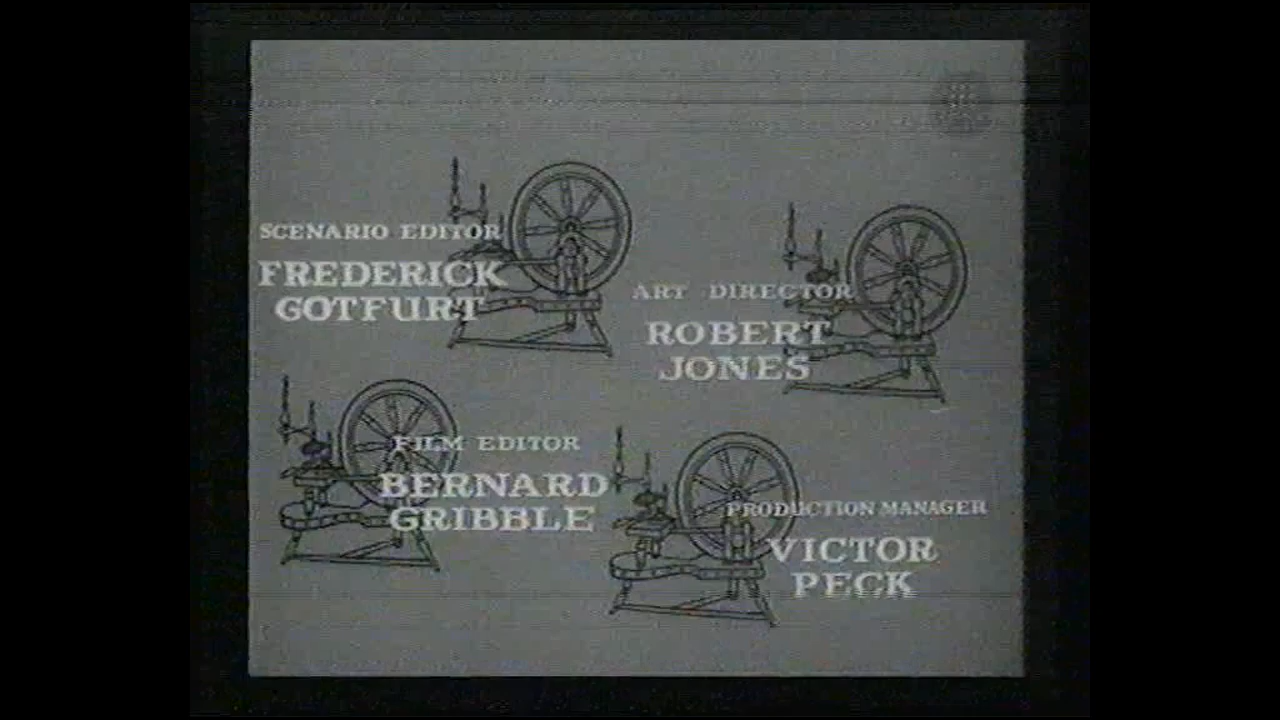 SCENARIO EDITOR
FREDERICK
GOTFURT
ART DIRECTOR
ROBERT
JONES
FILM EDITOR
BERNARD
GRIBBLE
PRODUCTION MANAGER
VICTOR
PECK